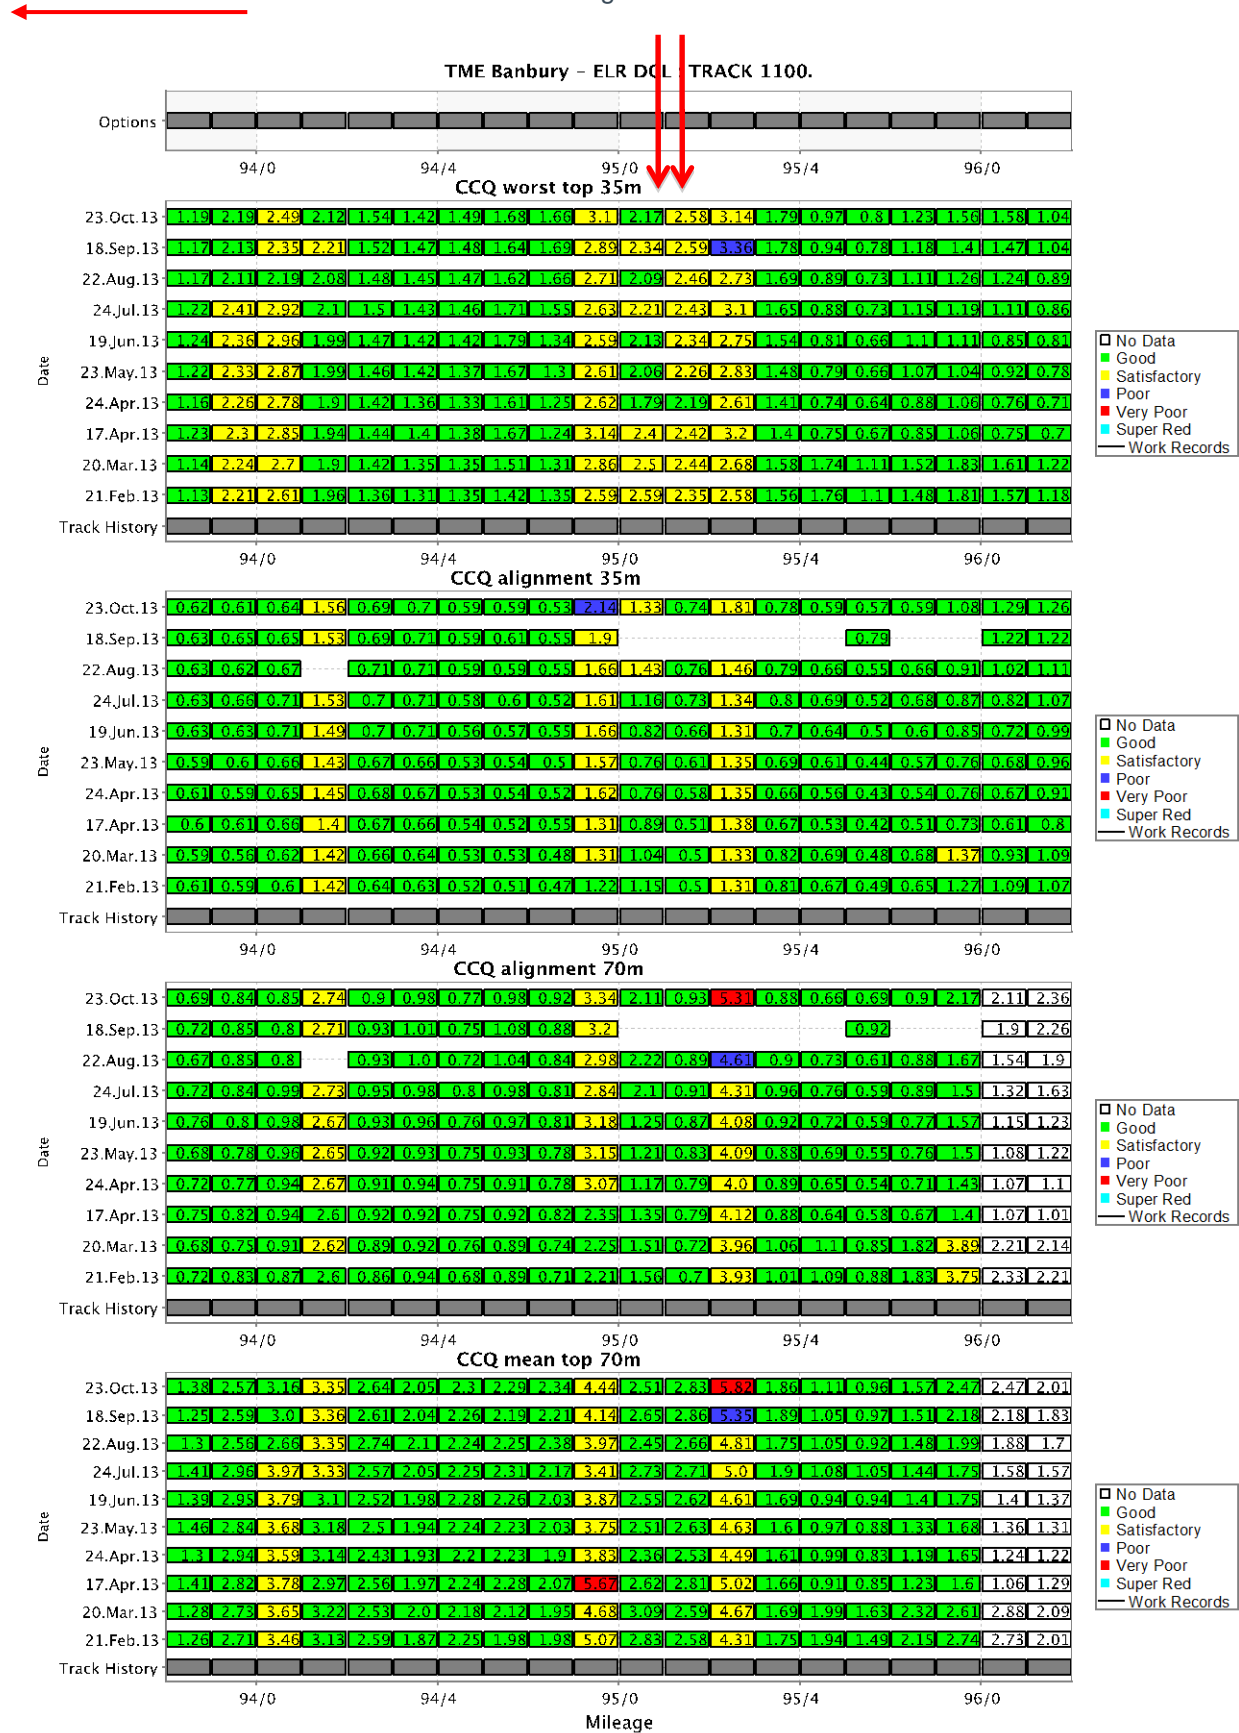 TME Banbury – ELR DCL : TRACK 1100.
Options
94/0 94/4 95/0 95/4 96/0
CCQ worst top 35m
23.Oct.13 1.19 2.19 2.49 2.12 1.54 1.42 1.49 1.68 1.66 3.1 2.17 2.58 3.14 1.79 0.97 0.8 1.23 1.56 1.58 1.04
18.Sep.13 1.17 2.13 2.35 2.21 1.52 1.47 1.48 1.64 1.69 2.89 2.34 2.59 3.36 1.78 0.94 0.78 1.18 1.4 1.47 1.04
22.Aug.13 1.17 2.11 2.19 2.08 1.48 1.45 1.47 1.62 1.66 2.71 2.09 2.46 2.73 1.69 0.89 0.73 1.11 1.26 1.24 0.89
24.Jul.13 1.22 2.41 2.92 2.1 1.5 1.43 1.46 1.71 1.55 2.63 2.21 2.43 3.1 1.65 0.88 0.73 1.15 1.19 1.11 0.86
19.Jun.13 1.24 2.36 2.96 1.99 1.47 1.42 1.42 1.79 1.34 2.59 2.13 2.34 2.75 1.54 0.81 0.66 1.1 1.11 0.85 0.81
23.May.13 1.22 2.33 2.87 1.99 1.46 1.42 1.37 1.67 1.3 2.61 2.06 2.26 2.83 1.48 0.79 0.66 1.07 1.04 0.92 0.78
24.Apr.13 1.16 2.26 2.78 1.9 1.42 1.36 1.33 1.61 1.25 2.62 1.79 2.19 2.61 1.41 0.74 0.64 0.88 1.06 0.76 0.71
17.Apr.13 1.23 2.3 2.85 1.94 1.44 1.4 1.38 1.67 1.24 3.14 2.4 2.42 3.2 1.4 0.75 0.67 0.85 1.06 0.75 0.7
20.Mar.13 1.14 2.24 2.7 1.9 1.42 1.35 1.35 1.51 1.31 2.86 2.5 2.44 2.68 1.58 1.74 1.11 1.52 1.83 1.61 1.22
21.Feb.13 1.13 2.21 2.61 1.96 1.36 1.31 1.35 1.42 1.35 2.59 2.59 2.35 2.58 1.56 1.76 1.1 1.48 1.81 1.57 1.18
Track History
Date
94/0 94/4 95/0 95/4 96/0
No Data
Good
Satisfactory
Poor
Very Poor
Super Red
Work Records
CCQ alignment 35m
23.Oct.13 0.62 0.61 0.64 1.56 0.69 0.7 0.59 0.59 0.53 2.14 1.33 0.74 1.81 0.78 0.59 0.57 0.59 1.08 1.29 1.26
18.Sep.13 0.63 0.65 0.65 1.53 0.69 0.71 0.59 0.61 0.55 1.9 0.79 1.22 1.22
22.Aug.13 0.63 0.62 0.67 0.71 0.71 0.59 0.59 0.55 1.66 1.43 0.76 1.46 0.79 0.66 0.55 0.66 0.91 1.02 1.11
24.Jul.13 0.63 0.66 0.71 1.53 0.7 0.71 0.58 0.6 0.52 1.61 1.16 0.73 1.34 0.8 0.69 0.52 0.68 0.87 0.82 1.07
19.Jun.13 0.63 0.63 0.71 1.49 0.7 0.71 0.56 0.57 0.55 1.66 0.82 0.66 1.31 0.7 0.64 0.5 0.6 0.85 0.72 0.99
23.May.13 0.59 0.6 0.66 1.43 0.67 0.66 0.53 0.54 0.5 1.57 0.76 0.61 1.35 0.69 0.61 0.44 0.57 0.76 0.68 0.96
24.Apr.13 0.61 0.59 0.65 1.45 0.68 0.67 0.53 0.54 0.52 1.62 0.76 0.58 1.35 0.66 0.56 0.43 0.54 0.76 0.67 0.91
17.Apr.13 0.6 0.61 0.66 1.4 0.67 0.66 0.54 0.52 0.55 1.31 0.89 0.51 1.38 0.67 0.53 0.42 0.51 0.73 0.61 0.8
20.Mar.13 0.59 0.56 0.62 1.42 0.66 0.64 0.53 0.53 0.48 1.31 1.04 0.5 1.33 0.82 0.69 0.48 0.68 1.37 0.93 1.09
21.Feb.13 0.61 0.59 0.6 1.42 0.64 0.63 0.52 0.51 0.47 1.22 1.15 0.5 1.31 0.81 0.67 0.49 0.65 1.27 1.09 1.07
Track History
Date
94/0 94/4 95/0 95/4 96/0
No Data
Good
Satisfactory
Poor
Very Poor
Super Red
Work Records
CCQ alignment 70m
23.Oct.13 0.69 0.84 0.85 2.74 0.9 0.98 0.77 0.98 0.92 3.34 2.11 0.93 5.31 0.88 0.66 0.69 0.9 2.17 2.11 2.36
18.Sep.13 0.72 0.85 0.8 2.71 0.93 1.01 0.75 1.08 0.88 3.2 0.92 1.9 2.26
22.Aug.13 0.67 0.85 0.8 0.93 1.0 0.72 1.04 0.84 2.98 2.22 0.89 4.61 0.9 0.73 0.61 0.88 1.67 1.54 1.9
24.Jul.13 0.72 0.84 0.99 2.73 0.95 0.98 0.8 0.98 0.81 2.84 2.1 0.91 4.31 0.96 0.76 0.59 0.89 1.5 1.32 1.63
19.Jun.13 0.76 0.8 0.98 2.67 0.93 0.96 0.76 0.97 0.81 3.18 1.25 0.87 4.08 0.92 0.72 0.59 0.77 1.57 1.15 1.23
23.May.13 0.68 0.78 0.96 2.65 0.92 0.93 0.75 0.93 0.78 3.15 1.21 0.83 4.09 0.88 0.69 0.55 0.76 1.5 1.08 1.22
24.Apr.13 0.72 0.77 0.94 2.67 0.91 0.94 0.75 0.91 0.78 3.07 1.17 0.79 4.0 0.89 0.65 0.54 0.71 1.43 1.07 1.1
17.Apr.13 0.75 0.82 0.94 2.6 0.92 0.92 0.75 0.92 0.82 2.35 1.35 0.79 4.12 0.88 0.64 0.58 0.67 1.4 1.07 1.01
20.Mar.13 0.68 0.75 0.91 2.62 0.89 0.92 0.76 0.89 0.74 2.25 1.51 0.72 3.96 1.06 1.1 0.85 1.82 3.89 2.21 2.14
21.Feb.13 0.72 0.83 0.87 2.6 0.86 0.94 0.68 0.89 0.71 2.21 1.56 0.7 3.93 1.01 1.09 0.88 1.83 3.75 2.33 2.21
Track History
Date
94/0 94/4 95/0 95/4 96/0
No Data
Good
Satisfactory
Poor
Very Poor
Super Red
Work Records
CCQ mean top 70m
23.Oct.13 1.38 2.57 3.16 3.35 2.64 2.05 2.3 2.29 2.34 4.44 2.51 2.83 5.82 1.86 1.11 0.96 1.57 2.47 2.47 2.01
18.Sep.13 1.25 2.59 3.0 3.36 2.61 2.04 2.26 2.19 2.21 4.14 2.65 2.86 5.35 1.89 1.05 0.97 1.51 2.18 2.18 1.83
22.Aug.13 1.3 2.56 2.66 3.35 2.74 2.1 2.24 2.25 2.38 3.97 2.45 2.66 4.81 1.75 1.05 0.92 1.48 1.99 1.88 1.7
24.Jul.13 1.41 2.96 3.97 3.33 2.57 2.05 2.25 2.31 2.17 3.41 2.73 2.71 5.0 1.9 1.08 1.05 1.44 1.75 1.58 1.57
19.Jun.13 1.39 2.95 3.79 3.1 2.52 1.98 2.28 2.26 2.03 3.87 2.55 2.62 4.61 1.69 0.94 0.94 1.4 1.75 1.4 1.37
23.May.13 1.46 2.84 3.68 3.18 2.5 1.94 2.24 2.23 2.03 3.75 2.51 2.63 4.63 1.6 0.97 0.88 1.33 1.68 1.36 1.31
24.Apr.13 1.3 2.94 3.59 3.14 2.43 1.93 2.2 2.23 1.9 3.83 2.36 2.53 4.49 1.61 0.99 0.83 1.19 1.65 1.24 1.22
17.Apr.13 1.41 2.82 3.78 2.97 2.56 1.97 2.24 2.28 2.07 5.67 2.62 2.81 5.02 1.66 0.91 0.85 1.23 1.6 1.06 1.29
20.Mar.13 1.28 2.73 3.65 3.22 2.53 2.0 2.18 2.12 1.95 4.68 3.09 2.59 4.67 1.69 1.99 1.63 2.32 2.61 2.88 2.09
21.Feb.13 1.26 2.71 3.46 3.13 2.59 1.87 2.25 1.98 1.98 5.07 2.83 2.58 4.31 1.75 1.94 1.49 2.15 2.74 2.73 2.01
Track History
Date
94/0 94/4 95/0 95/4 96/0
Mileage
No Data
Good
Satisfactory
Poor
Very Poor
Super Red
Work Records